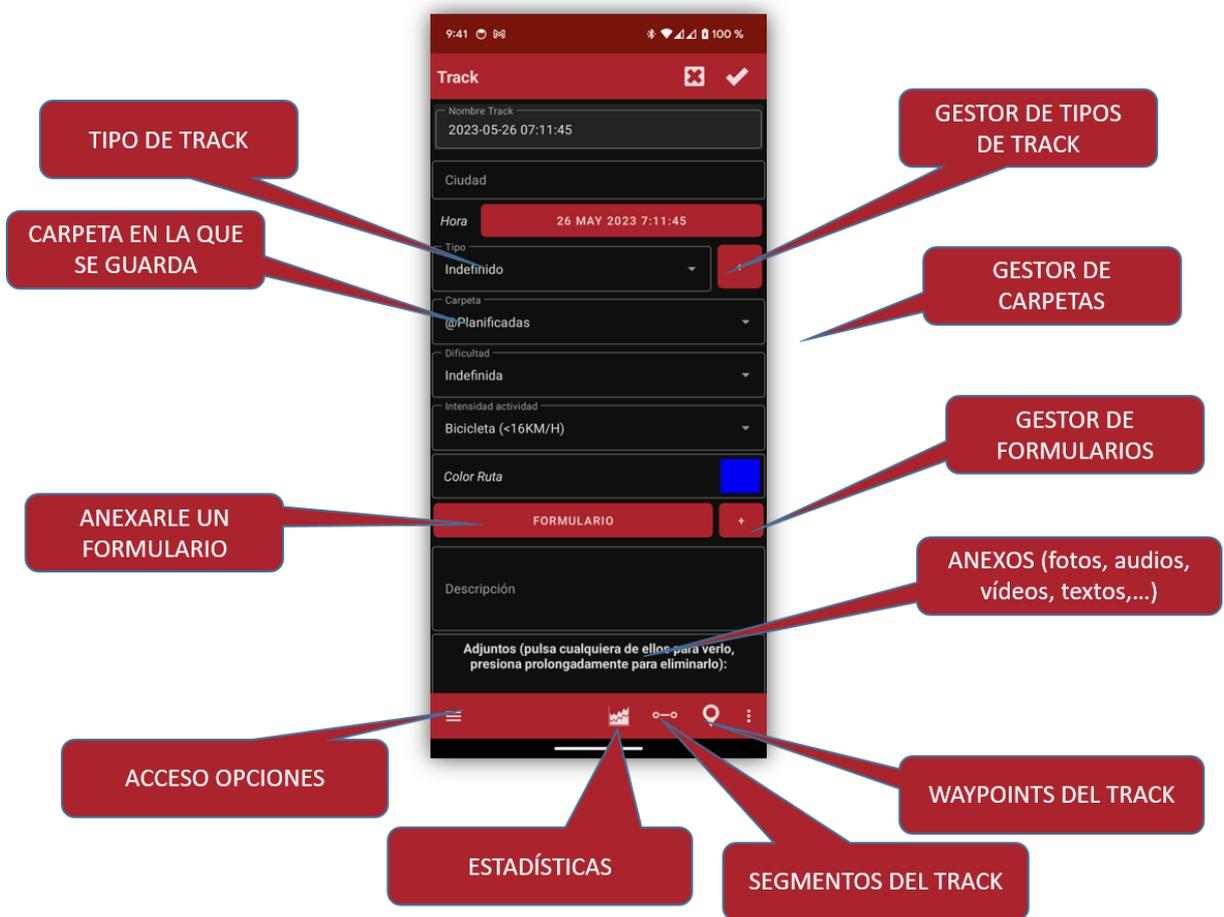 9:41
100 %
Track
Nombre Track
2023-05-26 07:11:45
Ciudad
Hora
26 MAY 2023 7:11:45
Tipo
Indefinido
Carpeta
@Planificadas
Dificultad
Indefinida
Intensidad actividad
Bicicleta (<16KM/H)
Color Ruta
FORMULARIO
+
Descripción
Adjuntos (pulsa cualquiera de ellos para verlo,
presiona prolongadamente para eliminarlo):
TIPO DE TRACK
CARPETA EN LA QUE
SE GUARDA
ANEXARLE UN
FORMULARIO
ACCESO OPCIONES
ESTADÍSTICAS
SEGMENTOS DEL TRACK
WAYPOINTS DEL TRACK
ANEXOS (fotos, audios,
vídeos, textos,...)
GESTOR DE
FORMULARIOS
GESTOR DE
CARPETAS
GESTOR DE TIPOS
DE TRACK